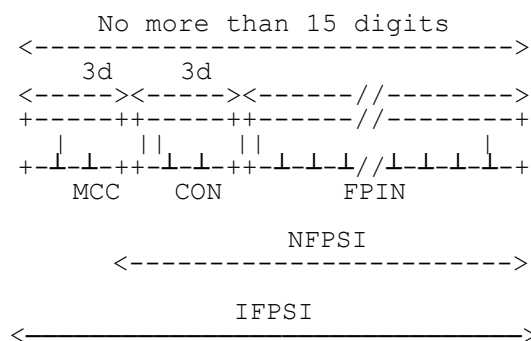 No more than 15 digits
<------------------------------>
3d 3d
<-----><-----><------//-------->
+-----++-----++------//--------+
| || || |
+-┴-┴-++-┴-┴-++-┴-┴-┴//┴-┴-┴-┴-+
MCC CON FPIN
NFPSI
<------------------------>
IFPSI
<———————————————————————————————>